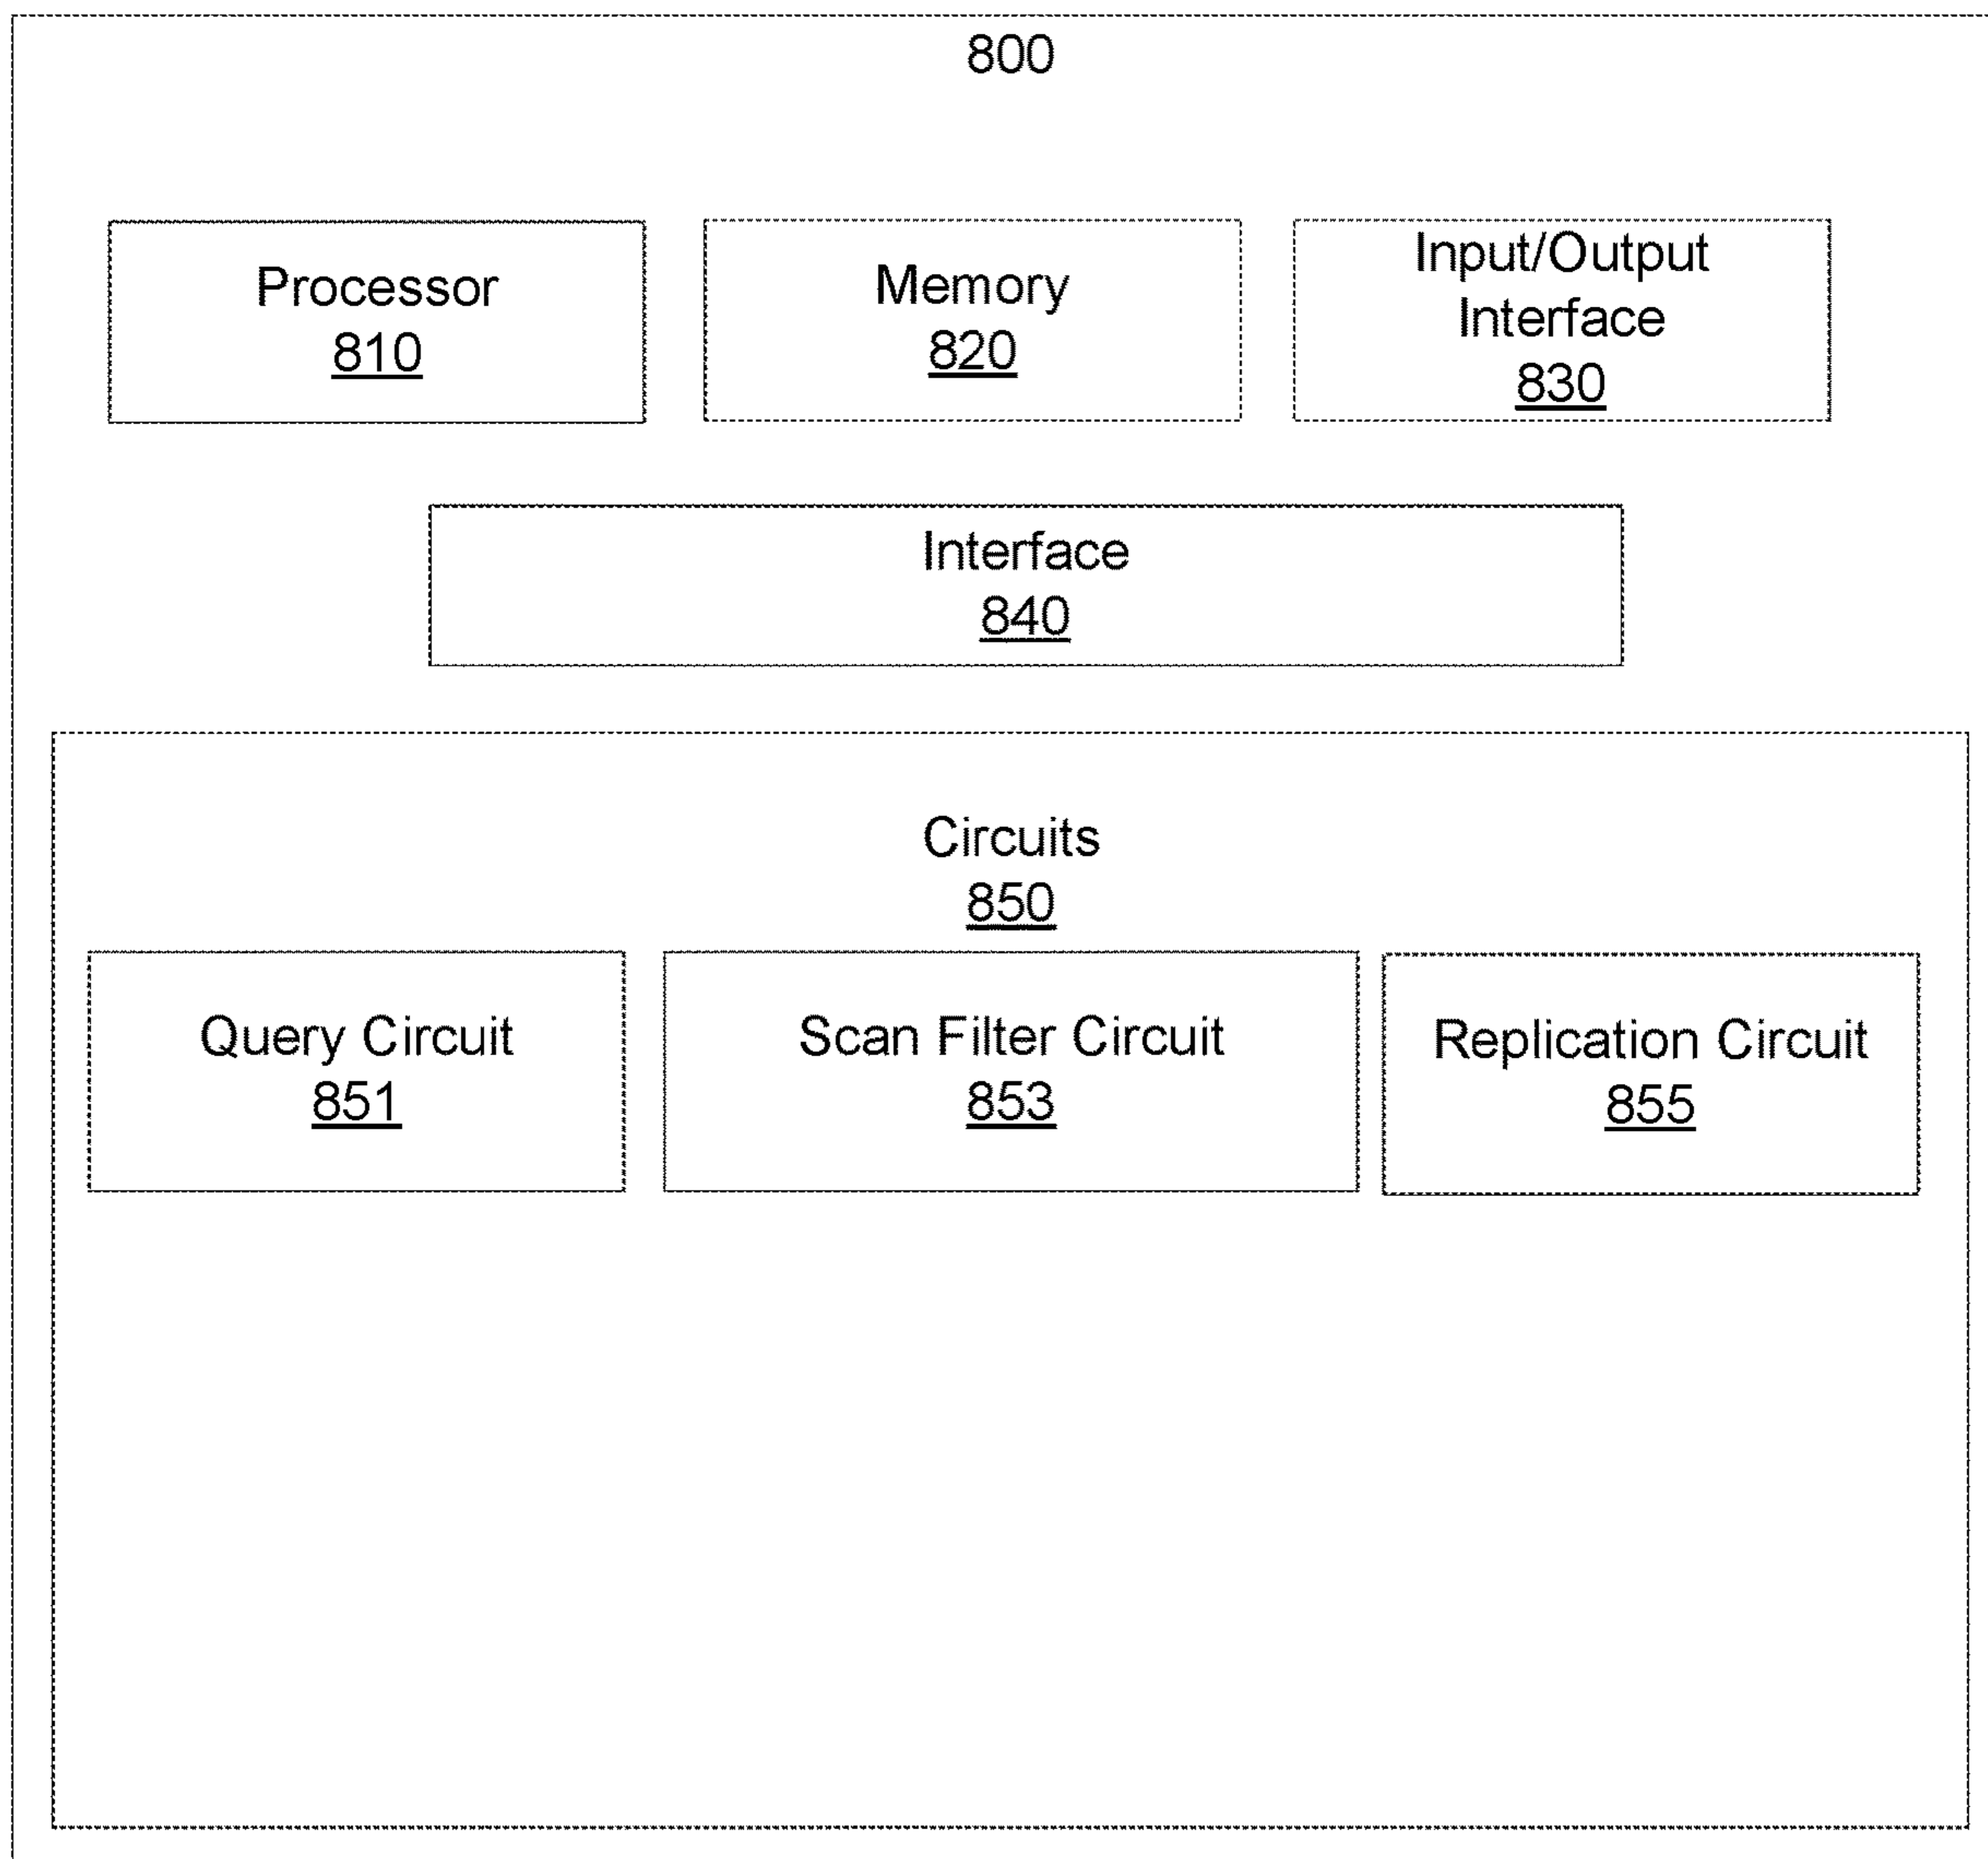 800
Processor
810
Memory
820
Input/Output
Interface
830
Interface
840
Circuits
850
Query Circuit
851
Scan Filter Circuit
853
Replication Circuit
855